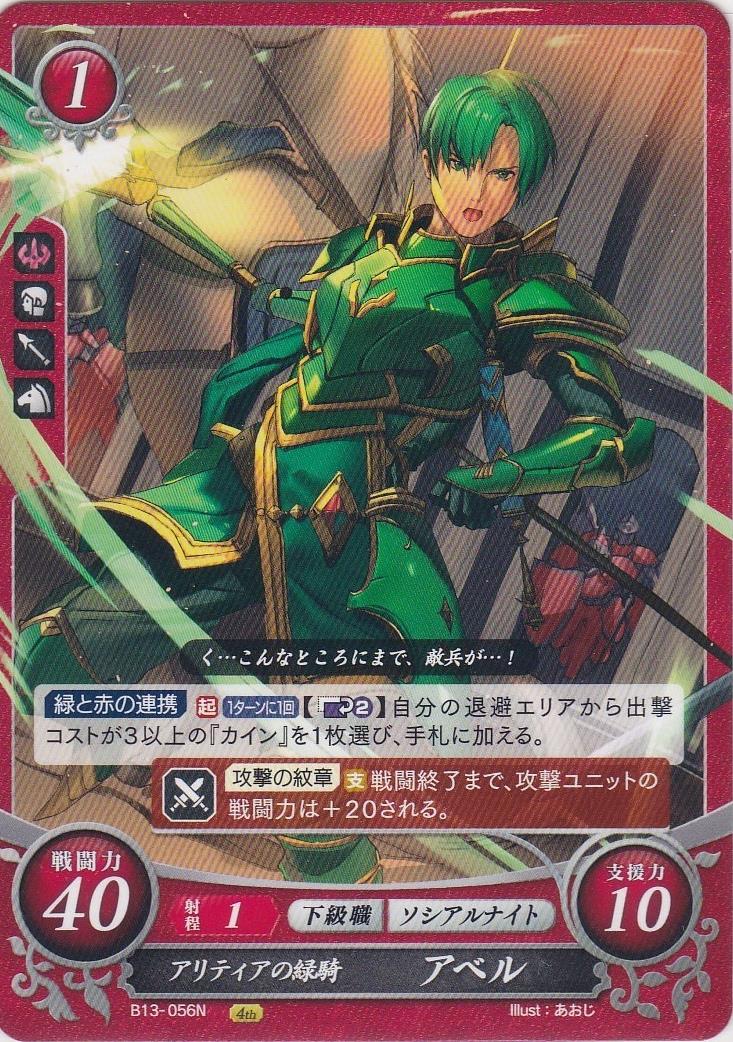 1
く…こんなところにまで、敵兵が…！
緑と赤の連携 起 1ターンに1回【2】自分の退避エリアから出撃
コストが3以上の『カイン』を1枚選び、手札に加える。
攻撃の紋章 支 戦闘終了まで、攻撃ユニットの
戦闘力は＋20される。
戦闘力
40
射程 1 下級職 ソシアルナイト
支援力
10
アリティアの緑騎 アベル
B13-056N 4th Illust：あおじ